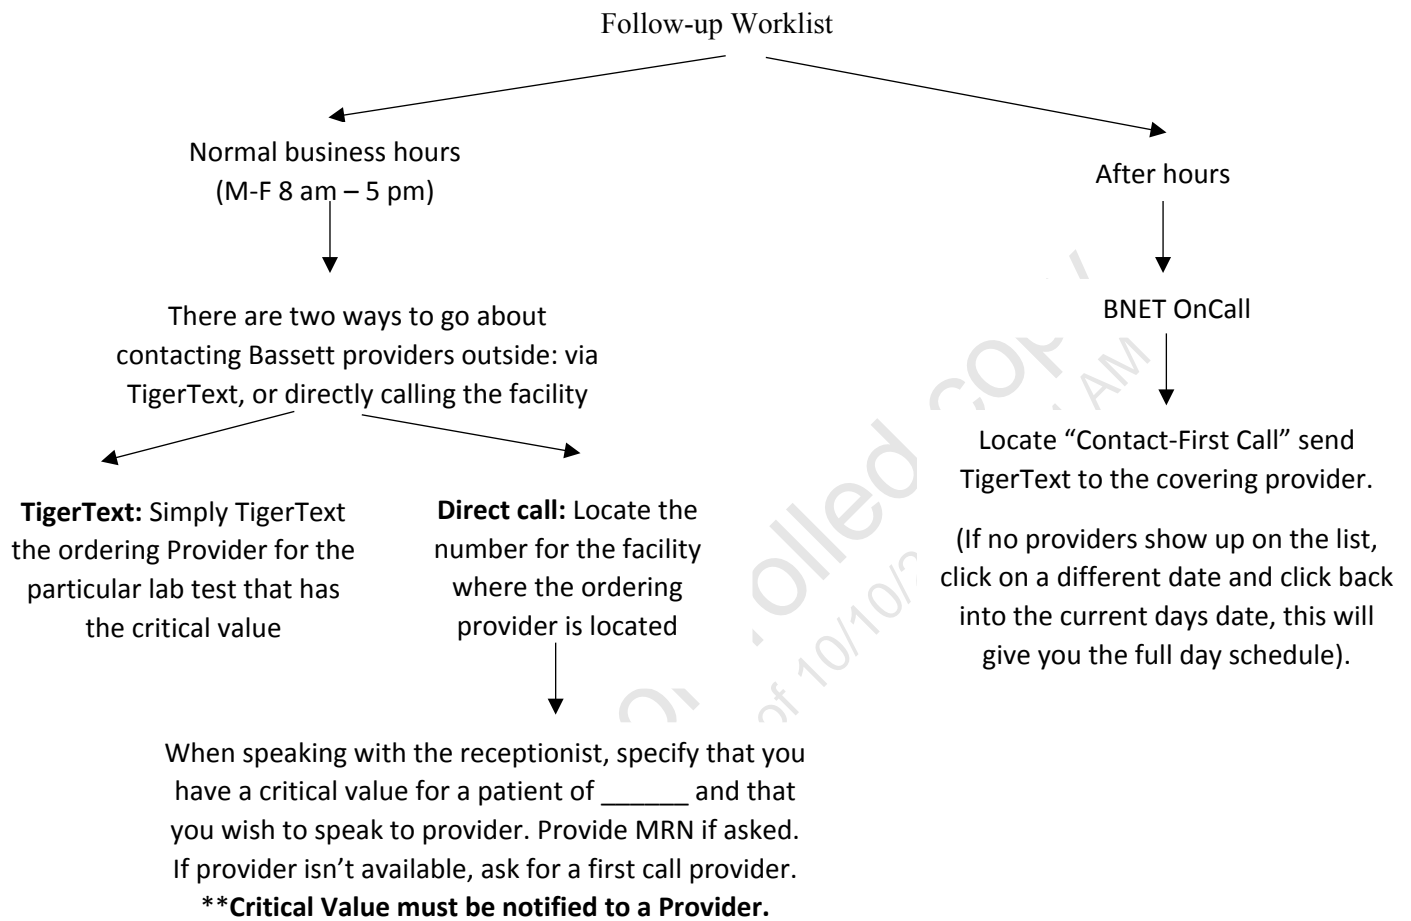 Follow-up Worklist
Normal business hours
(M-F 8 am – 5 pm)
After hours
There are two ways to go about
contacting Bassett providers outside: via
TigerText, or directly calling the facility
BNET OnCall
TigerText: Simply TigerText
the ordering Provider for the
particular lab test that has
the critical value
Direct call: Locate the
number for the facility
where the ordering
provider is located
Locate “Contact-First Call” send
TigerText to the covering provider.
(If no providers show up on the list,
click on a different date and click back
into the current days date, this will
give you the full day schedule).
When speaking with the receptionist, specify that you
have a critical value for a patient of ______ and that
you wish to speak to provider. Provide MRN if asked.
If provider isn’t available, ask for a first call provider.
**Critical Value must be notified to a Provider.
copy
AM
of 10/10/